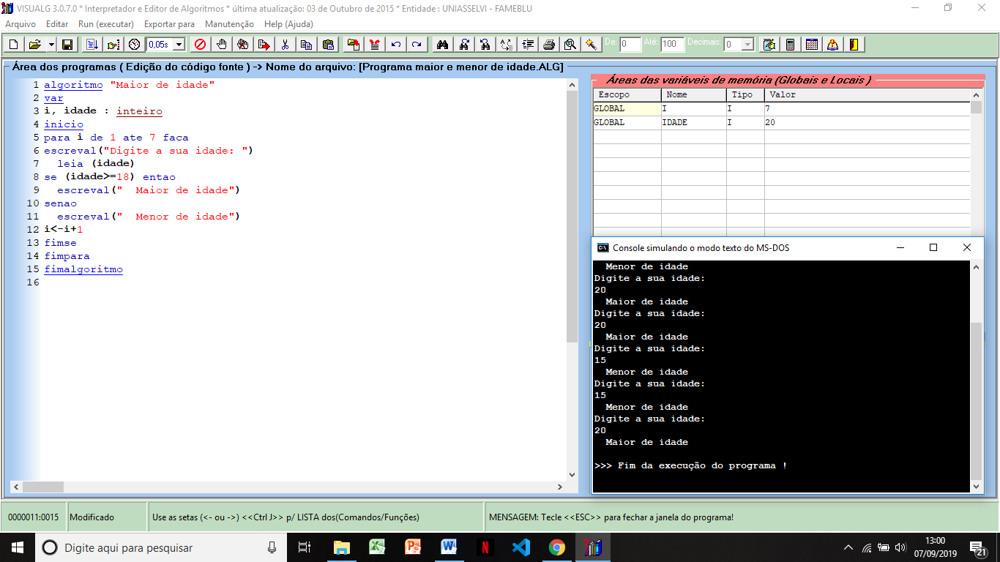 VISUALG 3.0.7.0 * Interpretador e Editor de Algoritmos * última atualização: 03 de Outubro de 2015 * Entidade : UNIASSELVI - FAMEBLU
Arquivo Editar Run (executar) Exportar para Manutenção Help (Ajuda)
0,05s De: 0 Até: 100 Decimais: 0
Área dos programas ( Edição do código fonte ) -> Nome do arquivo: [Programa maior e menor de idade.ALG]
1 algoritmo "Maior de idade"
2 var
3 i, idade : inteiro
4 inicio
5 para i de 1 ate 7 faca
6 escreval("Digite a sua idade: ")
7 leia (idade)
8 se (idade>=18) entao
9 escreval("  Maior de idade")
10 senao
11 escreval("  Menor de idade")
12 i<-i+1
13 fimse
14 fimpara
15 fimalgoritmo
16
Áreas das variáveis de memória (Globais e Locais )
Escopo Nome Tipo Valor
GLOBAL I I 7
GLOBAL IDADE I 20
Console simulando o modo texto do MS-DOS
Menor de idade
Digite a sua idade:
20
Maior de idade
Digite a sua idade:
20
Maior de idade
Digite a sua idade:
15
Menor de idade
Digite a sua idade:
15
Menor de idade
Digite a sua idade:
20
Maior de idade
>>> Fim da execução do programa !
0000011:0015 Modificado Use as setas (<- ou ->) <<Ctrl J>> p/ LISTA dos(Comandos/Funções) MENSAGEM: Tecle <<ESC>> para fechar a janela do programa!
Digite aqui para pesquisar
13:00
07/09/2019
21